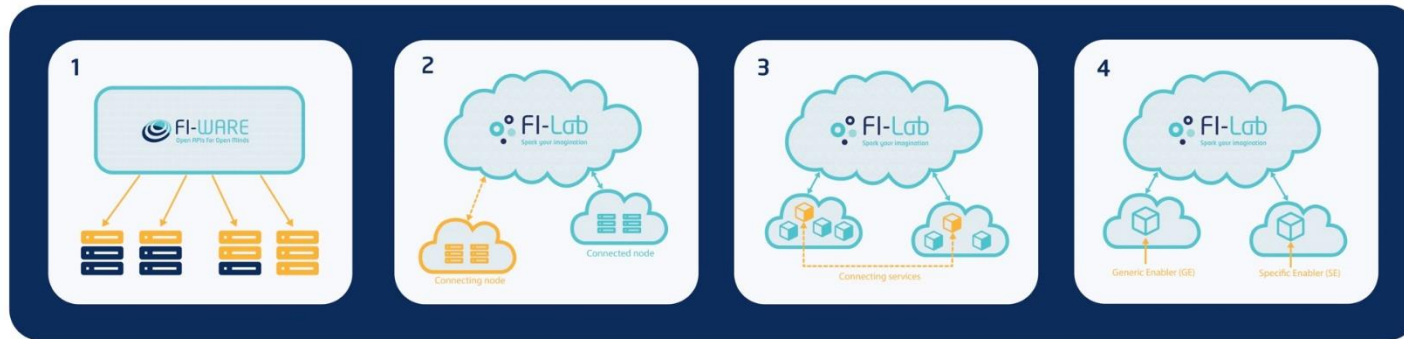 1
FI-WARE
Open APIs for Open Minds
2
FI-Lab
Spark your imagination
Connected node
Connecting node
3
FI-Lab
Spark your imagination
Connecting services
4
FI-Lab
Spark your imagination
Generic Enabler (GE)
Specific Enabler (SE)